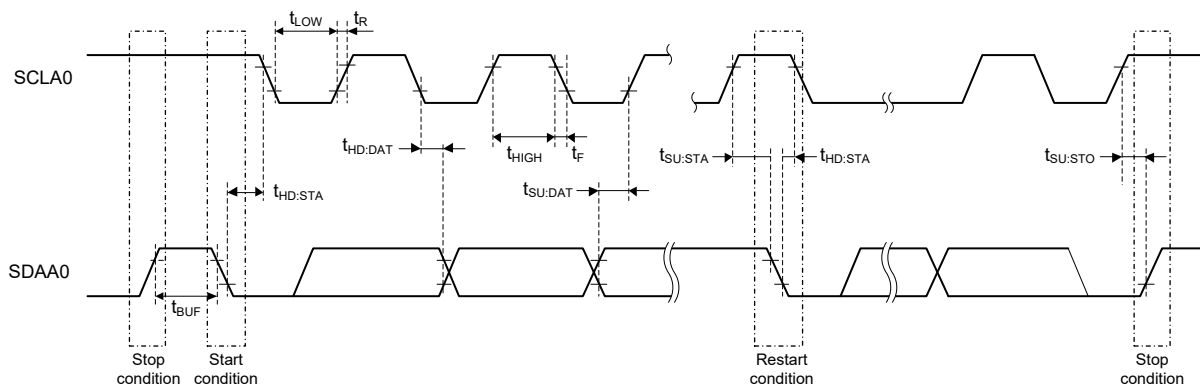 tLOW
tR
SCLA0
tHD:DAT
tHIGH
tF
tSU:STA
tHD:STA
tSU:STO
tHD:STA
tSU:DAT
SDAA0
tBUF
Stop
condition
Start
condition
Restart
condition
Stop
condition